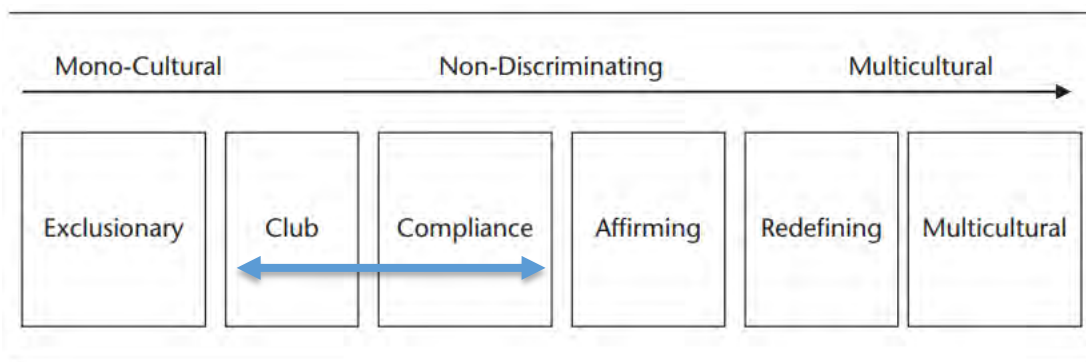 Mono-Cultural Non-Discriminating Multicultural
Exclusionary Club Compliance Affirming Redefining Multicultural